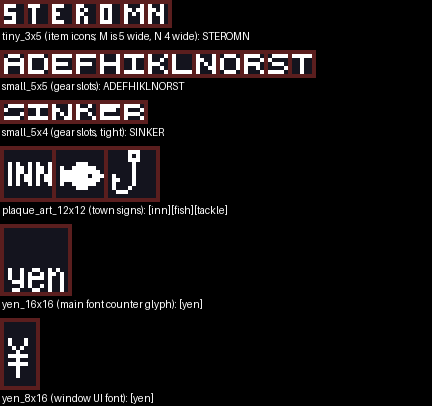 STEROMN
tiny_3x5 (item icons; M is 5 wide, N 4 wide): STEROMN
ADEFHIKLNORST
small_5x5 (gear slots): ADEFHIKLNORST
SINKER
small_5x4 (gear slots, tight): SINKER
INN
plaque_art_12x12 (town signs): [inn][fish][tackle]
yen
yen_16x16 (main font counter glyph): [yen]
¥
yen_8x16 (window UI font): [yen]